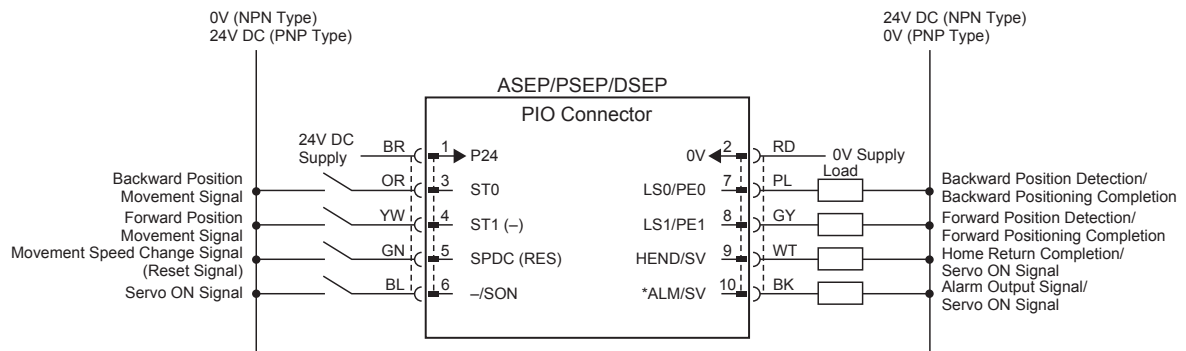 0V (NPN Type)
24V DC (PNP Type)
24V DC (NPN Type)
0V (PNP Type)
ASEP/PSEP/DSEP
PIO Connector
24V DC
Supply
BR
1
P24
0V
2
RD
0V Supply
Load
Backward Position
Movement Signal
OR
3
ST0
LS0/PE0
7
PL
Backward Position Detection/
Backward Positioning Completion
Forward Position
Movement Signal
YW
4
ST1 (–)
LS1/PE1
8
GY
Forward Position Detection/
Forward Positioning Completion
Movement Speed Change Signal
(Reset Signal)
GN
5
SPDC (RES)
HEND/SV
9
WT
Home Return Completion/
Servo ON Signal
Servo ON Signal
BL
6
–/SON
*ALM/SV
10
BK
Alarm Output Signal/
Servo ON Signal